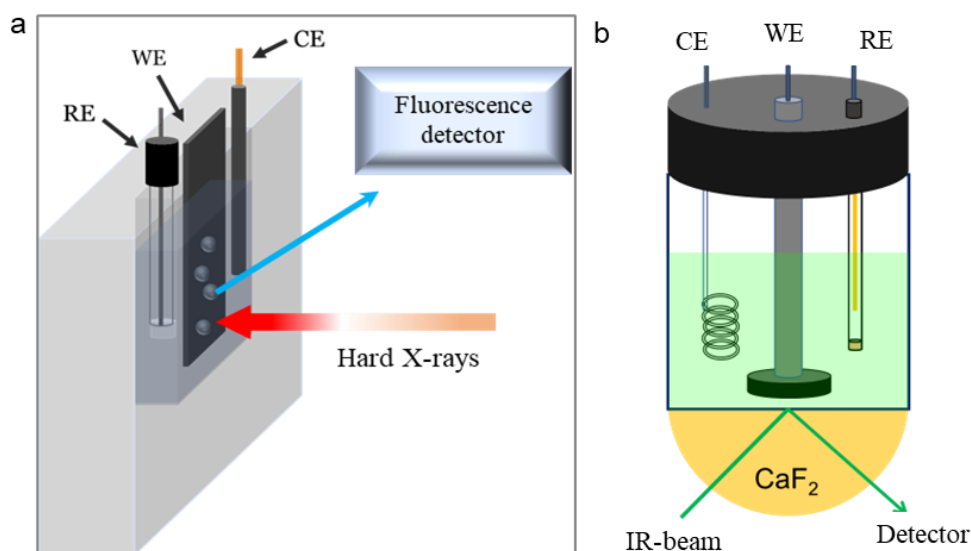 a
CE
WE
RE
Fluorescence
detector
Hard X-rays
b
CE
WE
RE
CaF₂
IR-beam
Detector